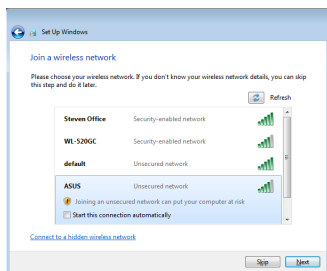 Set Up Windows
Join a wireless network
Please choose your wireless network. If you don't know your wireless network details, you can skip
this step and do it later.
Refresh
Steven Office Security-enabled network
WL-520GC Security-enabled network
default Unsecured network
ASUS Unsecured network
Joining an unsecured network can put your computer at risk
Start this connection automatically
Connect to a hidden wireless network
Skip Next